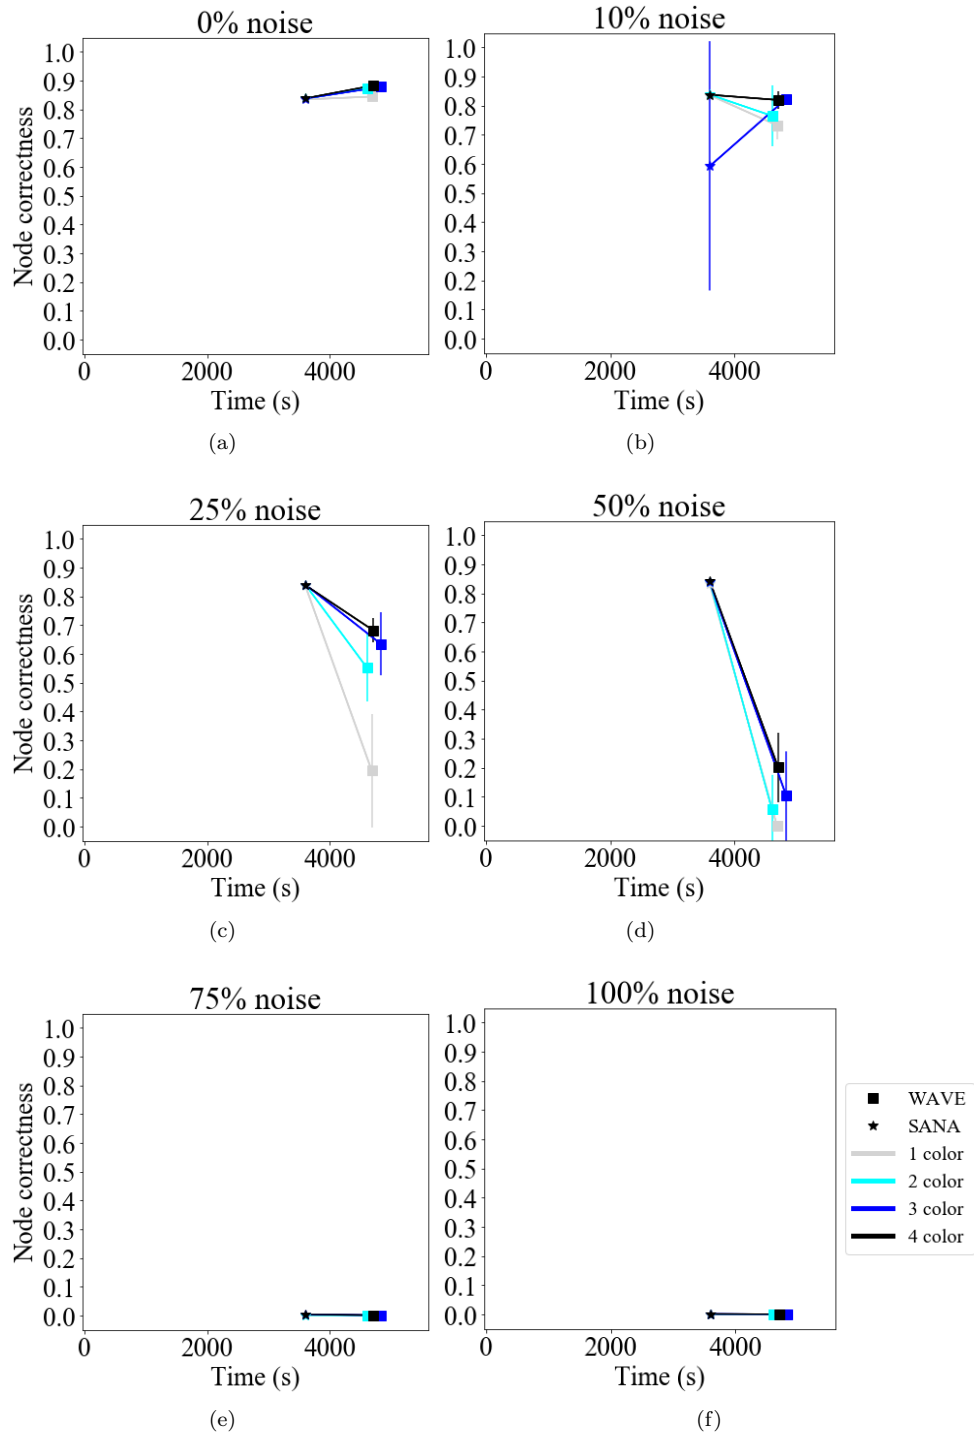 0% noise
1.0
0.9
0.8
0.7
0.6
0.5
0.4
0.3
0.2
0.1
0.0
Node correctness
0 2000 4000
Time (s)
(a)
10% noise
1.0
0.9
0.8
0.7
0.6
0.5
0.4
0.3
0.2
0.1
0.0
0 2000 4000
Time (s)
(b)
25% noise
1.0
0.9
0.8
0.7
0.6
0.5
0.4
0.3
0.2
0.1
0.0
Node correctness
0 2000 4000
Time (s)
(c)
50% noise
1.0
0.9
0.8
0.7
0.6
0.5
0.4
0.3
0.2
0.1
0.0
0 2000 4000
Time (s)
(d)
75% noise
1.0
0.9
0.8
0.7
0.6
0.5
0.4
0.3
0.2
0.1
0.0
Node correctness
0 2000 4000
Time (s)
(e)
100% noise
1.0
0.9
0.8
0.7
0.6
0.5
0.4
0.3
0.2
0.1
0.0
0 2000 4000
Time (s)
(f)
WAVE
SANA
1 color
2 color
3 color
4 color